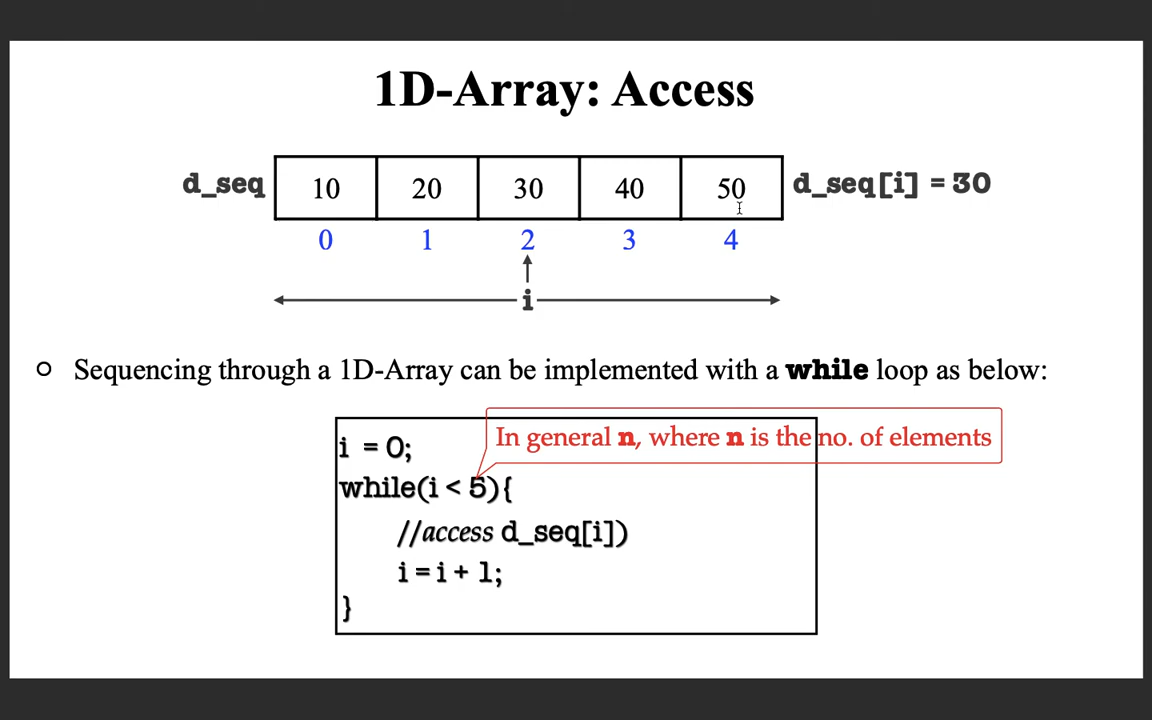 1D-Array: Access
d_seq 10 20 30 40 50 d_seq[i] = 30
0 1 2 3 4
i
Sequencing through a 1D-Array can be implemented with a while loop as below:
In general n, where n is the no. of elements
i = 0;
while(i < 5){
//access d_seq[i])
i = i + 1;
}